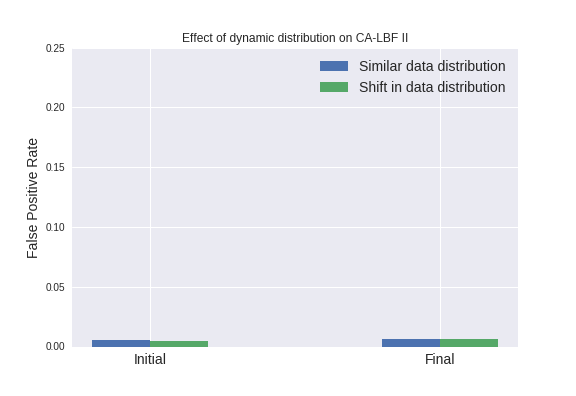 Effect of dynamic distribution on CA-LBF II
Similar data distribution
Shift in data distribution
False Positive Rate
0.25
0.20
0.15
0.10
0.05
0.00
Initial
Final